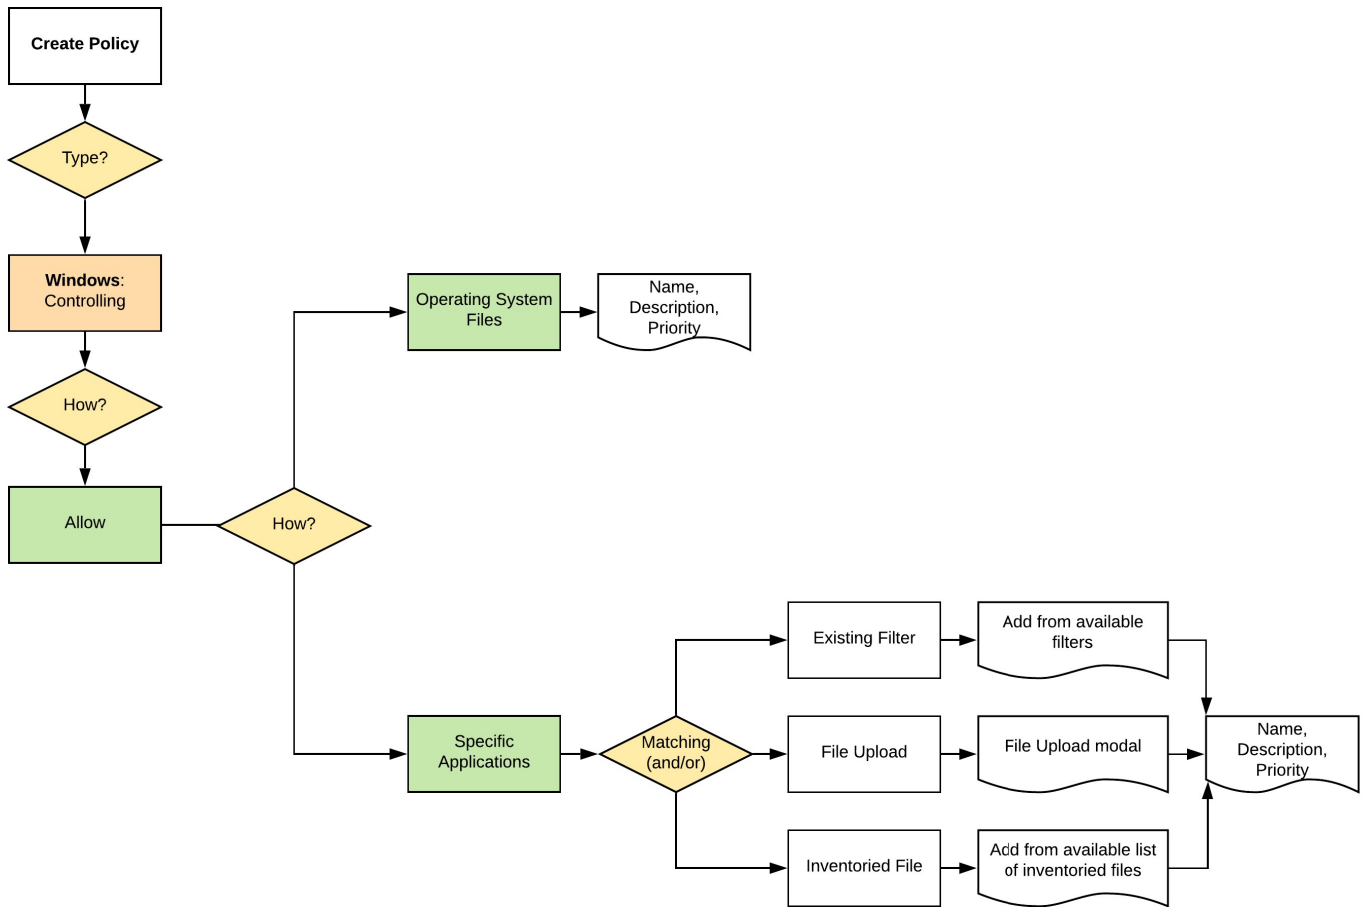 Create Policy
Type?
Windows:
Controlling
How?
Allow
How?
Operating System
Files
Name,
Description,
Priority
Specific
Applications
Matching
(and/or)
Existing Filter
Add from available
filters
File Upload
File Upload modal
Inventoried File
Add from available list
of inventoried files
Name,
Description,
Priority